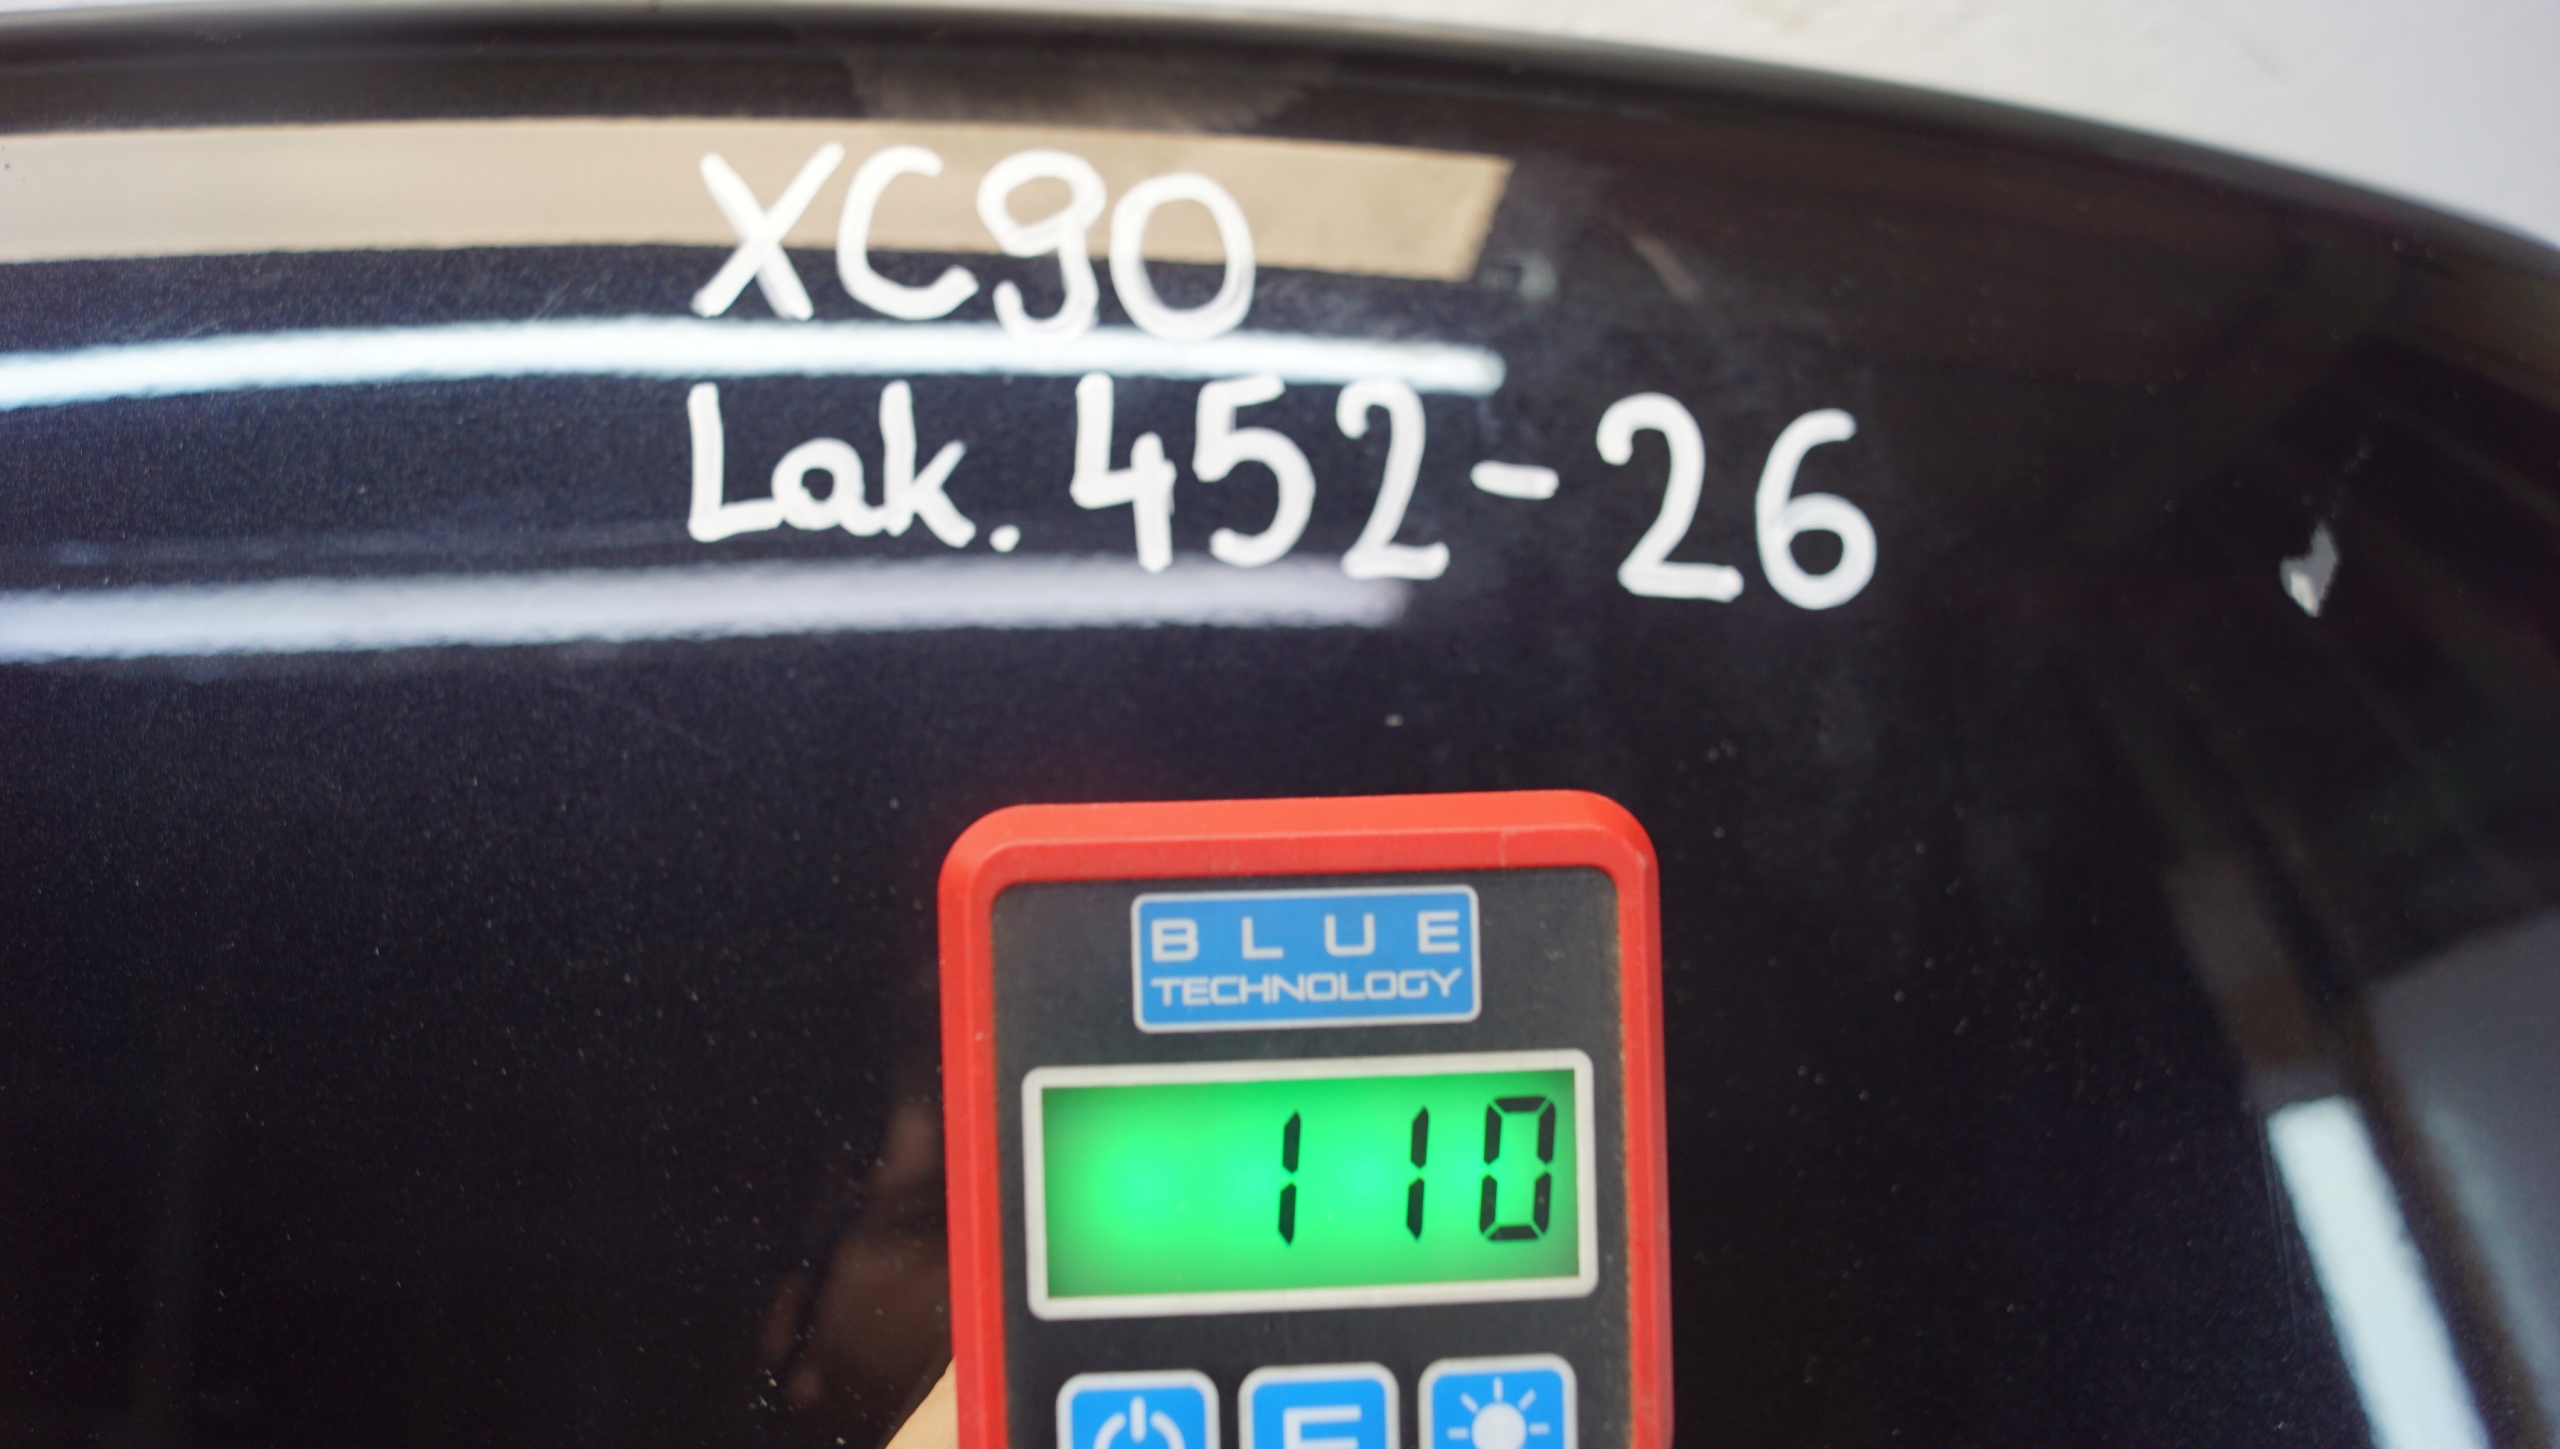 XC90
Lak. 452-26
BLUE
TECHNOLOGY
110
F